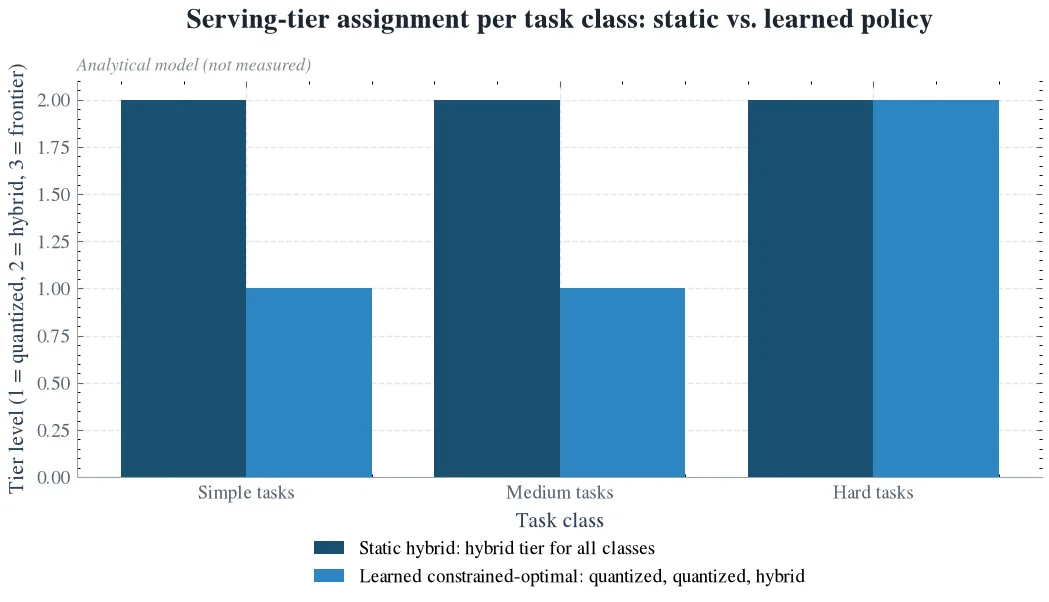 Serving-tier assignment per task class: static vs. learned policy
Analytical model (not measured)
Tier level (1 = quantized, 2 = hybrid, 3 = frontier)
2.00
1.75
1.50
1.25
1.00
0.75
0.50
0.25
0.00
Simple tasks
Medium tasks
Hard tasks
Task class
Static hybrid: hybrid tier for all classes
Learned constrained-optimal: quantized, quantized, hybrid